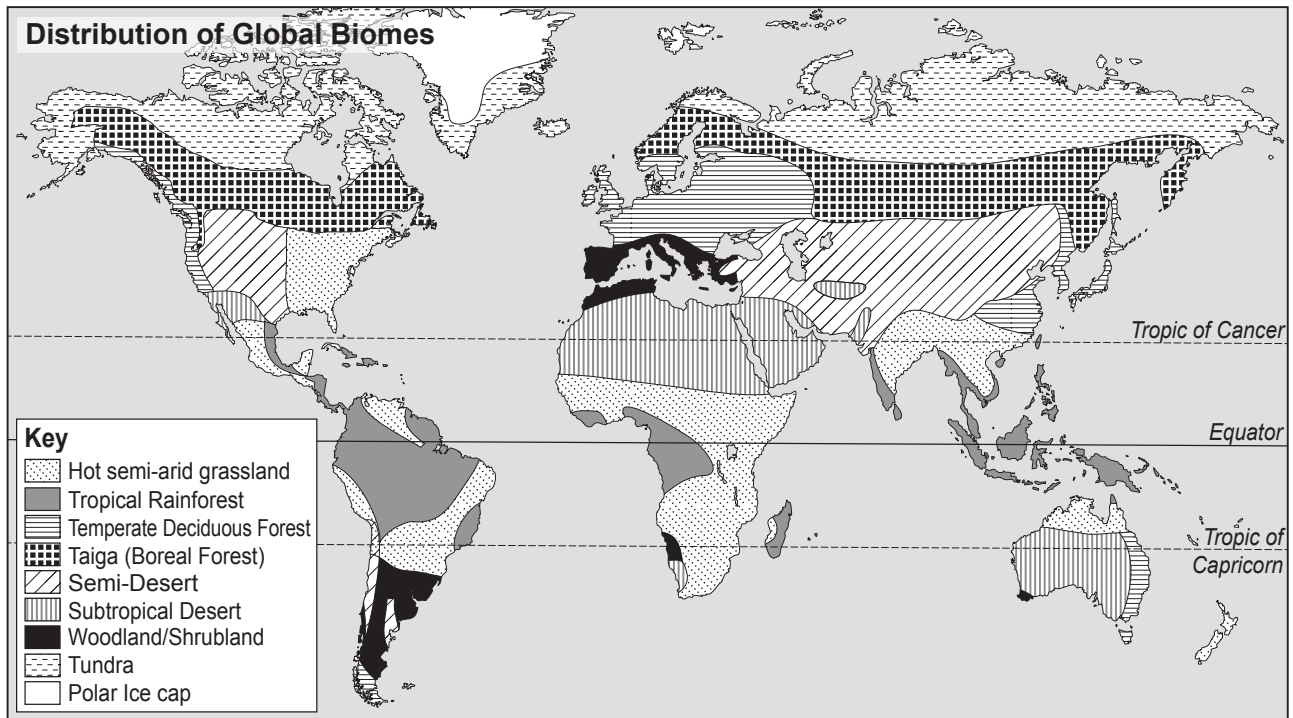 Distribution of Global Biomes
Tropic of Cancer
Equator
Tropic of
Capricorn
Key
Hot semi-arid grassland
Tropical Rainforest
Temperate Deciduous Forest
Taiga (Boreal Forest)
Semi-Desert
Subtropical Desert
Woodland/Shrubland
Tundra
Polar Ice cap